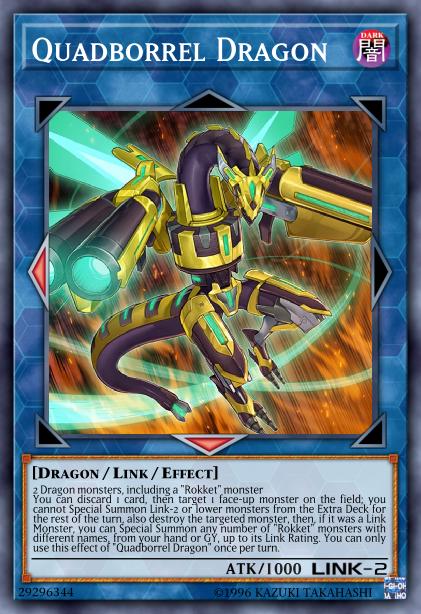 QUADBORREL DRAGON
DARK
闇
[DRAGON / LINK / EFFECT]
2 Dragon monsters, including a "Rokket" monster
You can discard 1 card, then target 1 face-up monster on the field; you
cannot Special Summon Link-2 or lower monsters from the Extra Deck for
the rest of the turn, also destroy the targeted monster, then, if it was a Link
Monster, you can Special Summon any number of "Rokket" monsters with
different names, from your hand or GY, up to its Link Rating. You can only
use this effect of "Quadborrel Dragon" once per turn.
ATK/1000 LINK-2
29296344
©1996 KAZUKI TAKAHASHI